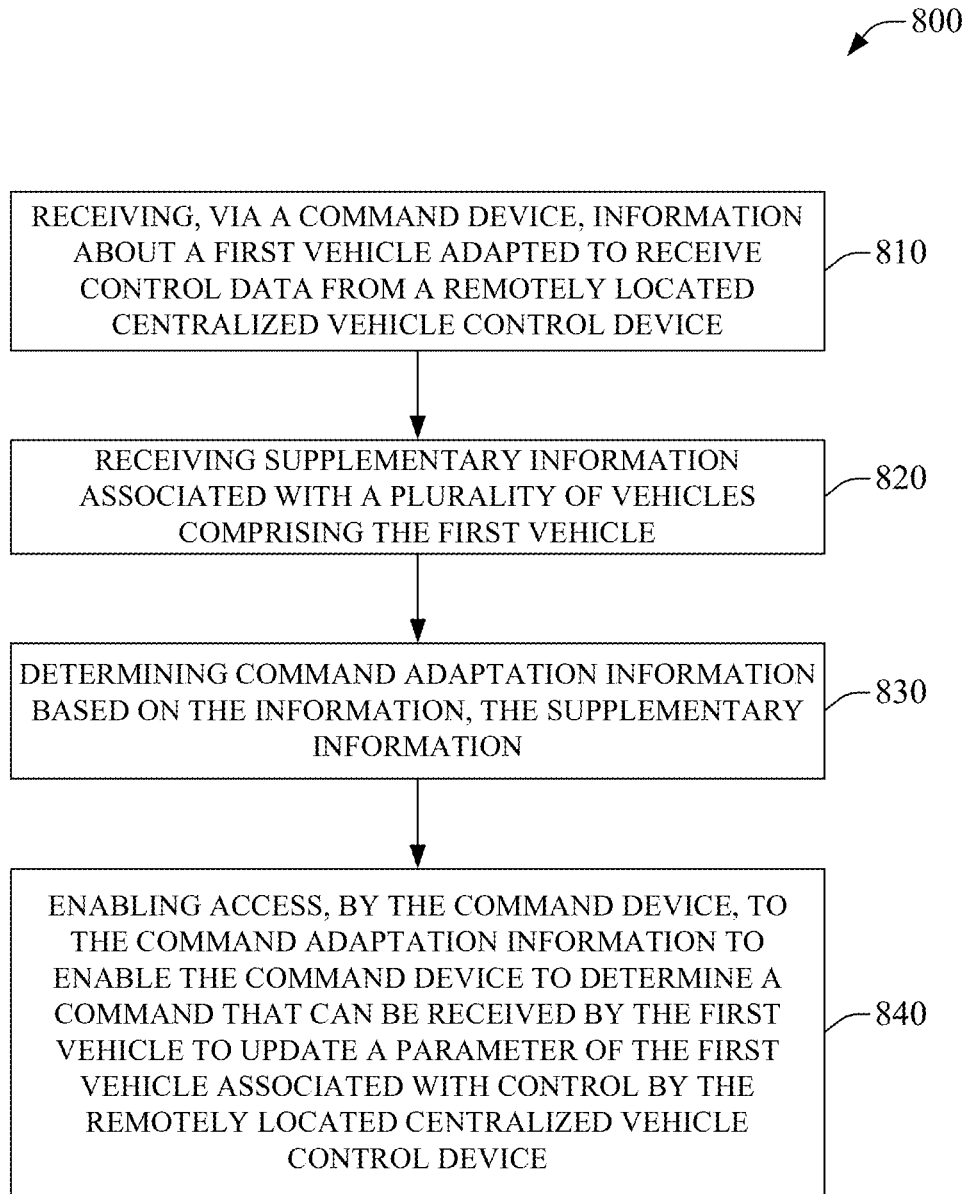 800
RECEIVING, VIA A COMMAND DEVICE, INFORMATION
ABOUT A FIRST VEHICLE ADAPTED TO RECEIVE
CONTROL DATA FROM A REMOTELY LOCATED
CENTRALIZED VEHICLE CONTROL DEVICE
810
RECEIVING SUPPLEMENTARY INFORMATION
ASSOCIATED WITH A PLURALITY OF VEHICLES
COMPRISING THE FIRST VEHICLE
820
DETERMINING COMMAND ADAPTATION INFORMATION
BASED ON THE INFORMATION, THE SUPPLEMENTARY
INFORMATION
830
ENABLING ACCESS, BY THE COMMAND DEVICE, TO
THE COMMAND ADAPTATION INFORMATION TO
ENABLE THE COMMAND DEVICE TO DETERMINE A
COMMAND THAT CAN BE RECEIVED BY THE FIRST
VEHICLE TO UPDATE A PARAMETER OF THE FIRST
VEHICLE ASSOCIATED WITH CONTROL BY THE
REMOTELY LOCATED CENTRALIZED VEHICLE
CONTROL DEVICE
840